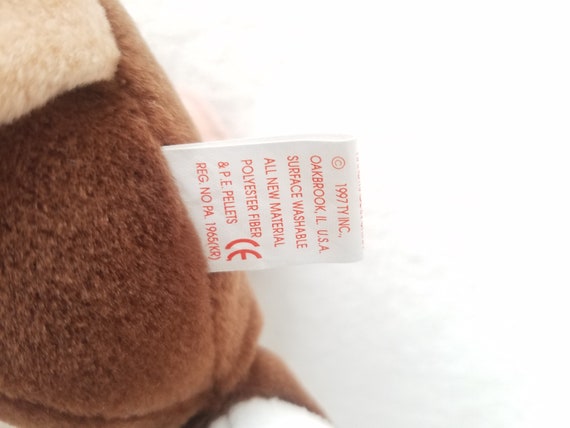 © 1997 TY INC.,
OAKBROOK, IL. U.S.A.
SURFACE WASHABLE
ALL NEW MATERIAL
POLYESTER FIBER
& P.E. PELLETS CE
REG. NO PA. 1965(KR)